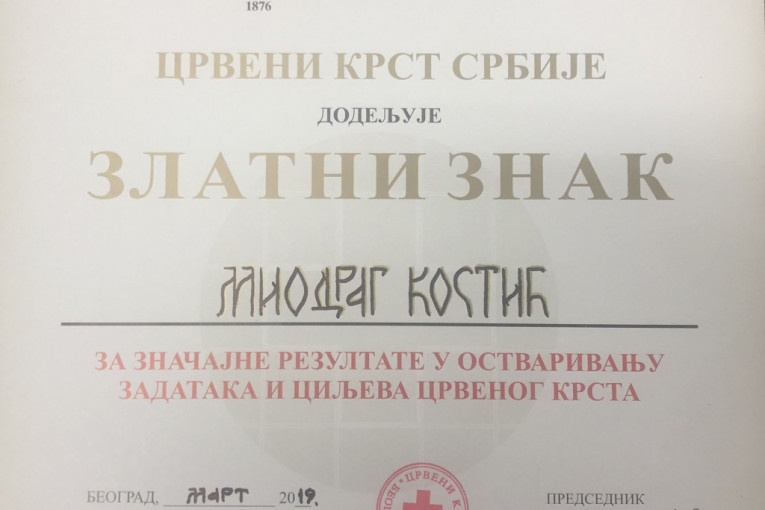 1876
ЦРВЕНИ КРСТ СРБИЈЕ
ДОДЕЉУЈЕ
ЗЛАТНИ ЗНАК
МИОДРАГ КОСТИЋ
ЗА ЗНАЧАЈНЕ РЕЗУЛТАТЕ У ОСТВАРИВАЊУ
ЗАДАТАКА И ЦИЉЕВА ЦРВЕНОГ КРСТА
БЕОГРАД, МАРТ 2019.
ЦРВЕНИ
ПРЕДСЕДНИК